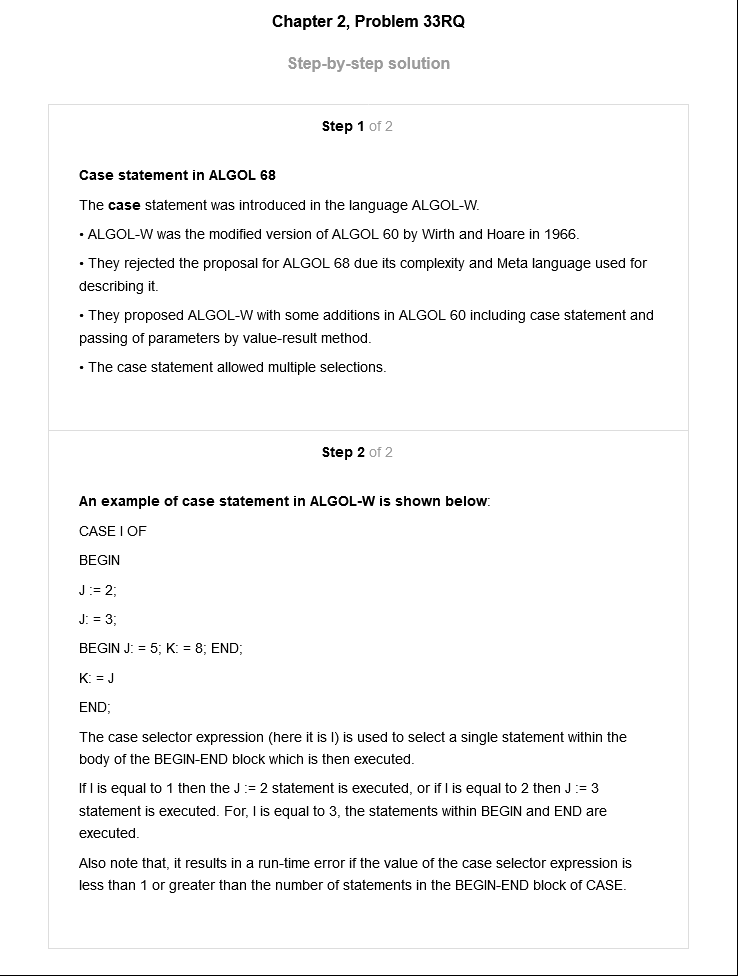 Chapter 2, Problem 33RQ
Step-by-step solution
Step 1 of 2
Case statement in ALGOL 68
The case statement was introduced in the language ALGOL-W.
• ALGOL-W was the modified version of ALGOL 60 by Wirth and Hoare in 1966.
• They rejected the proposal for ALGOL 68 due its complexity and Meta language used for
describing it.
• They proposed ALGOL-W with some additions in ALGOL 60 including case statement and
passing of parameters by value-result method.
• The case statement allowed multiple selections.
Step 2 of 2
An example of case statement in ALGOL-W is shown below:
CASE I OF
BEGIN
J := 2;
J: = 3;
BEGIN J: = 5; K: = 8; END;
K: = J
END;
The case selector expression (here it is I) is used to select a single statement within the
body of the BEGIN-END block which is then executed.
If I is equal to 1 then the J := 2 statement is executed, or if I is equal to 2 then J := 3
statement is executed. For, I is equal to 3, the statements within BEGIN and END are
executed.
Also note that, it results in a run-time error if the value of the case selector expression is
less than 1 or greater than the number of statements in the BEGIN-END block of CASE.